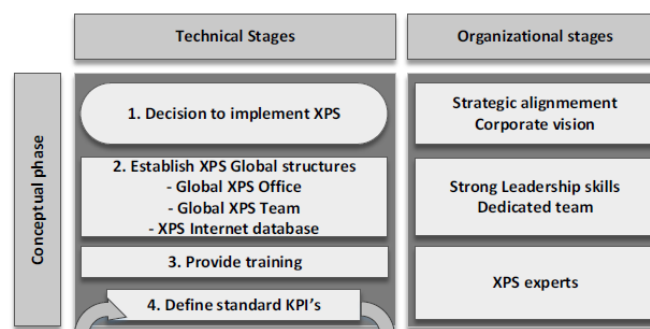 Technical Stages
Organizational stages
Conceptual phase
1. Decision to implement XPS
Strategic alignmement
Corporate vision
2. Establish XPS Global structures
- Global XPS Office
- Global XPS Team
- XPS Internet database
Strong Leadership skills
Dedicated team
3. Provide training
XPS experts
4. Define standard KPI's